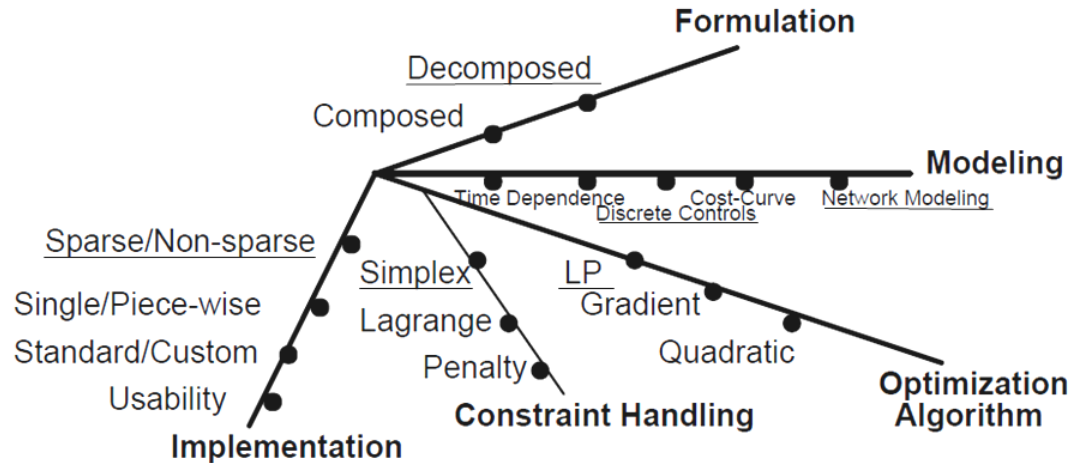 Formulation
Decomposed
Composed
Modeling
Time Dependence
Cost-Curve
Network Modeling
Discrete Controls
Sparse/Non-sparse
Simplex
LP
Single/Piece-wise
Gradient
Lagrange
Standard/Custom
Quadratic
Penalty
Usability
Optimization
Algorithm
Constraint Handling
Implementation